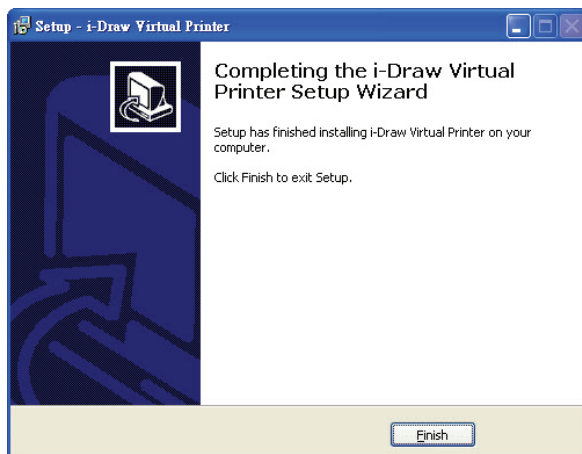 Setup - i-Draw Virtual Printer
Completing the i-Draw Virtual
Printer Setup Wizard
Setup has finished installing i-Draw Virtual Printer on your
computer.
Click Finish to exit Setup.
Finish